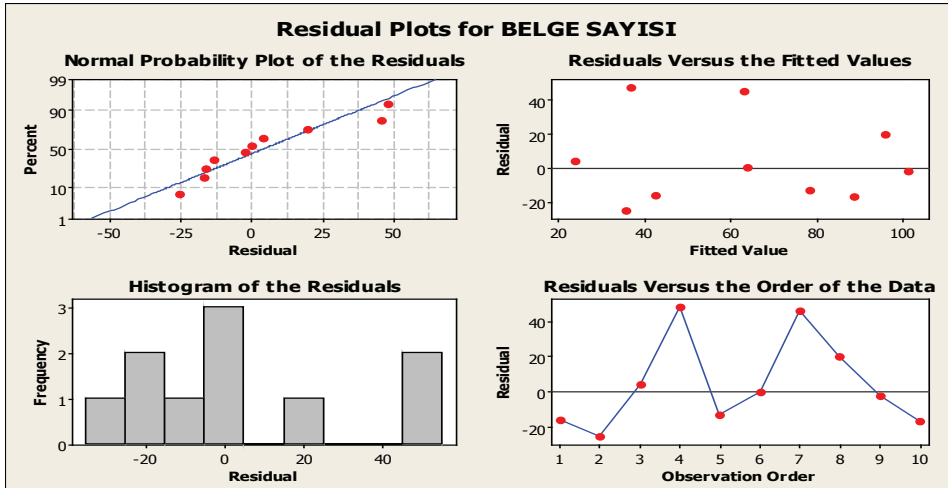 Residual Plots for BELGE SAYISI
Normal Probability Plot of the Residuals
99
90
50
10
1
Percent
-50 -25 0 25 50
Residual
Residuals Versus the Fitted Values
40
20
0
-20
Residual
20 40 60 80 100
Fitted Value
Histogram of the Residuals
3
2
1
0
Frequency
-20 0 20 40
Residual
Residuals Versus the Order of the Data
40
20
0
-20
Residual
1 2 3 4 5 6 7 8 9 10
Observation Order